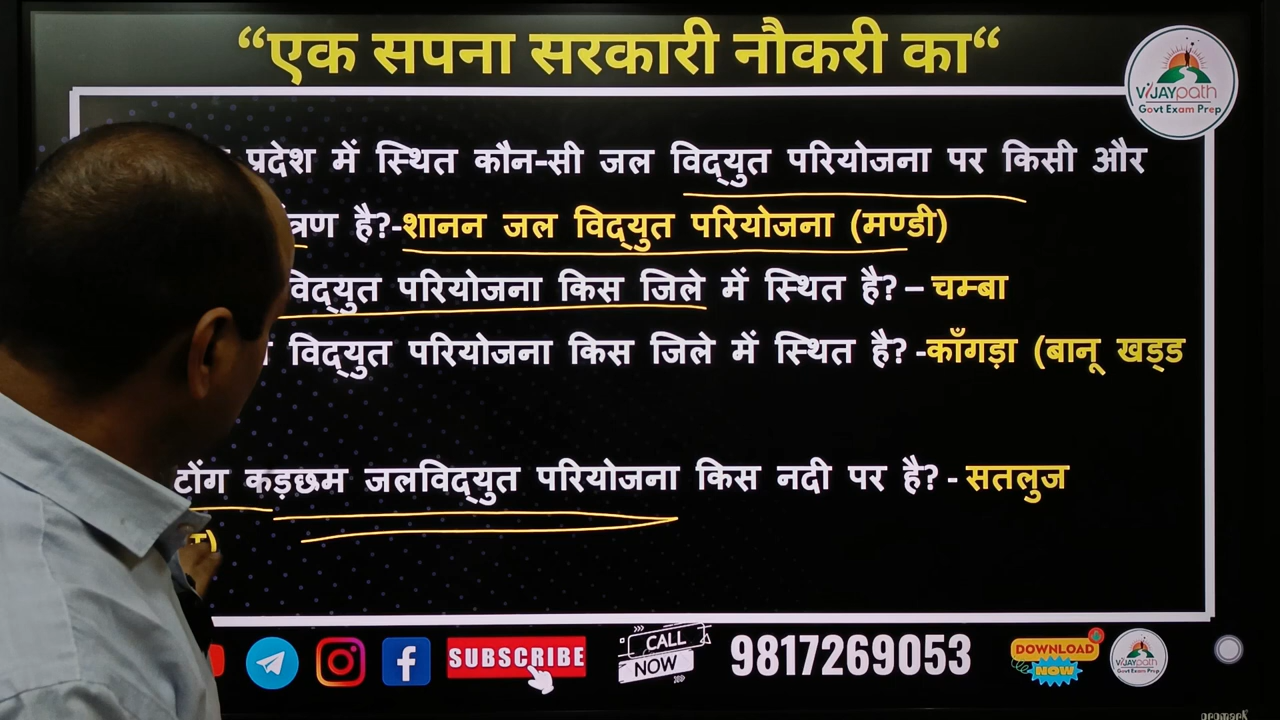 “एक सपना सरकारी नौकरी का“
VIJAYpath
Govt Exam Prep
प्रदेश में स्थित कौन-सी जल विद्युत परियोजना पर किसी और
त्रण है?-शानन जल विद्युत परियोजना (मण्डी)
विद्युत परियोजना किस जिले में स्थित है? – चम्बा
विद्युत परियोजना किस जिले में स्थित है? -काँगड़ा (बानू खड्ड
टोंग कड़छम जलविद्युत परियोजना किस नदी पर है? - सतलुज
SUBSCRIBE
CALL
NOW
9817269053
DOWNLOAD
NOW
VIJAYpath
Govt Exam Prep